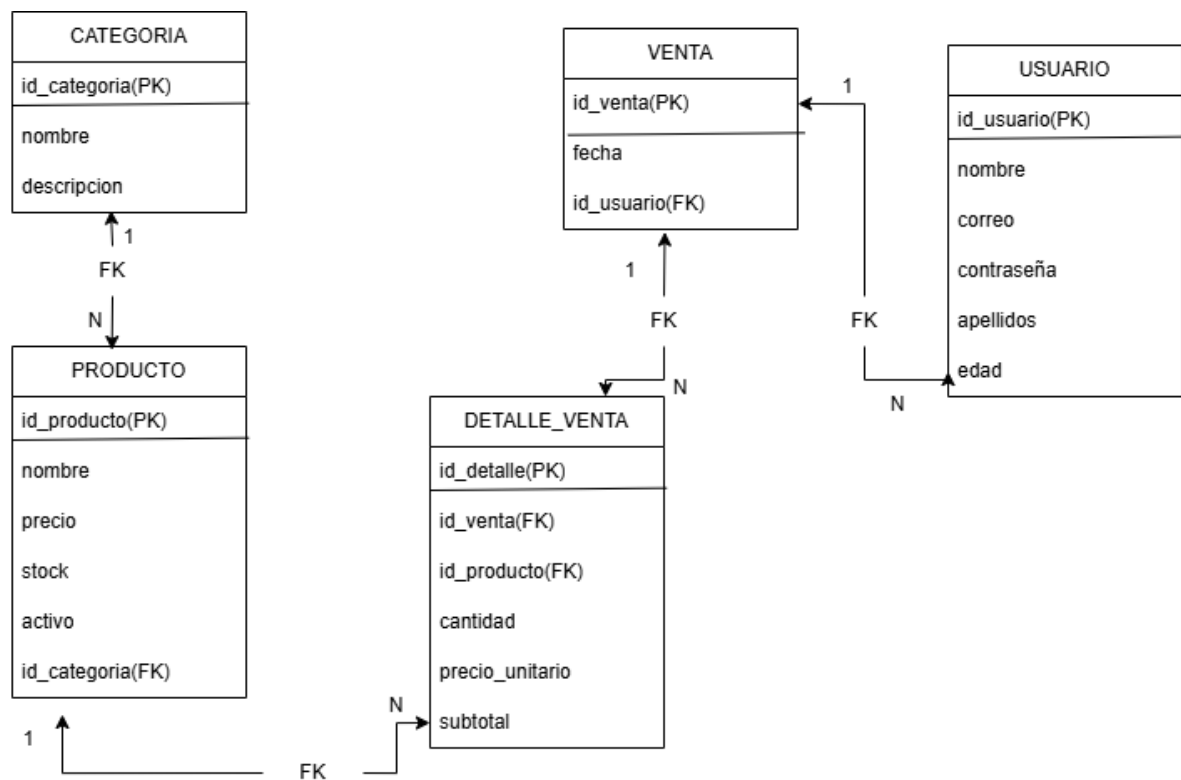 CATEGORIA
id_categoria(PK)
nombre
descripcion
1
FK
N
PRODUCTO
id_producto(PK)
nombre
precio
stock
activo
id_categoria(FK)
1
FK
N
DETALLE_VENTA
id_detalle(PK)
id_venta(FK)
id_producto(FK)
cantidad
precio_unitario
subtotal
N
FK
1
VENTA
id_venta(PK)
fecha
id_usuario(FK)
1
FK
N
USUARIO
id_usuario(PK)
nombre
correo
contraseña
apellidos
edad